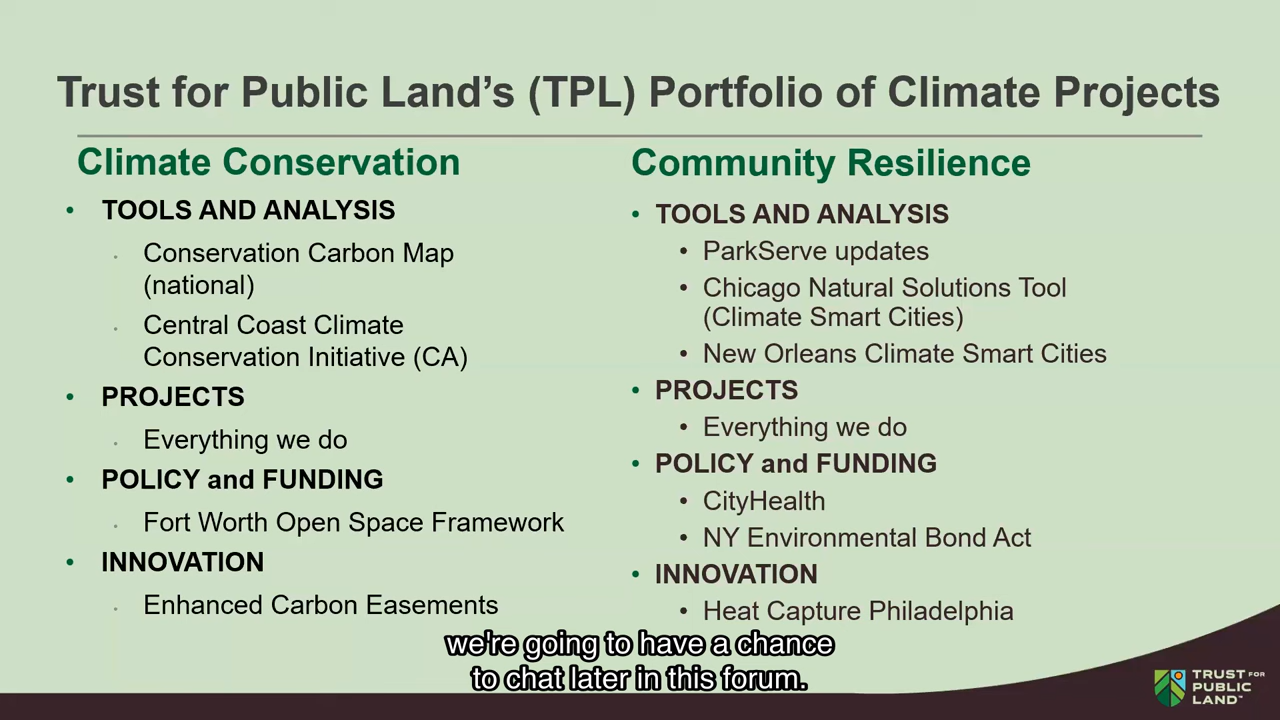 Trust for Public Land's (TPL) Portfolio of Climate Projects
Climate Conservation
• TOOLS AND ANALYSIS
• Conservation Carbon Map
(national)
• Central Coast Climate
Conservation Initiative (CA)
• PROJECTS
• Everything we do
• POLICY and FUNDING
• Fort Worth Open Space Framework
• INNOVATION
• Enhanced Carbon Easements
Community Resilience
• TOOLS AND ANALYSIS
• ParkServe updates
• Chicago Natural Solutions Tool
(Climate Smart Cities)
• New Orleans Climate Smart Cities
• PROJECTS
• Everything we do
• POLICY and FUNDING
• CityHealth
• NY Environmental Bond Act
• INNOVATION
• Heat Capture Philadelphia
we're going to have a chance
to chat later in this forum.
TRUST FOR
PUBLIC
LAND™